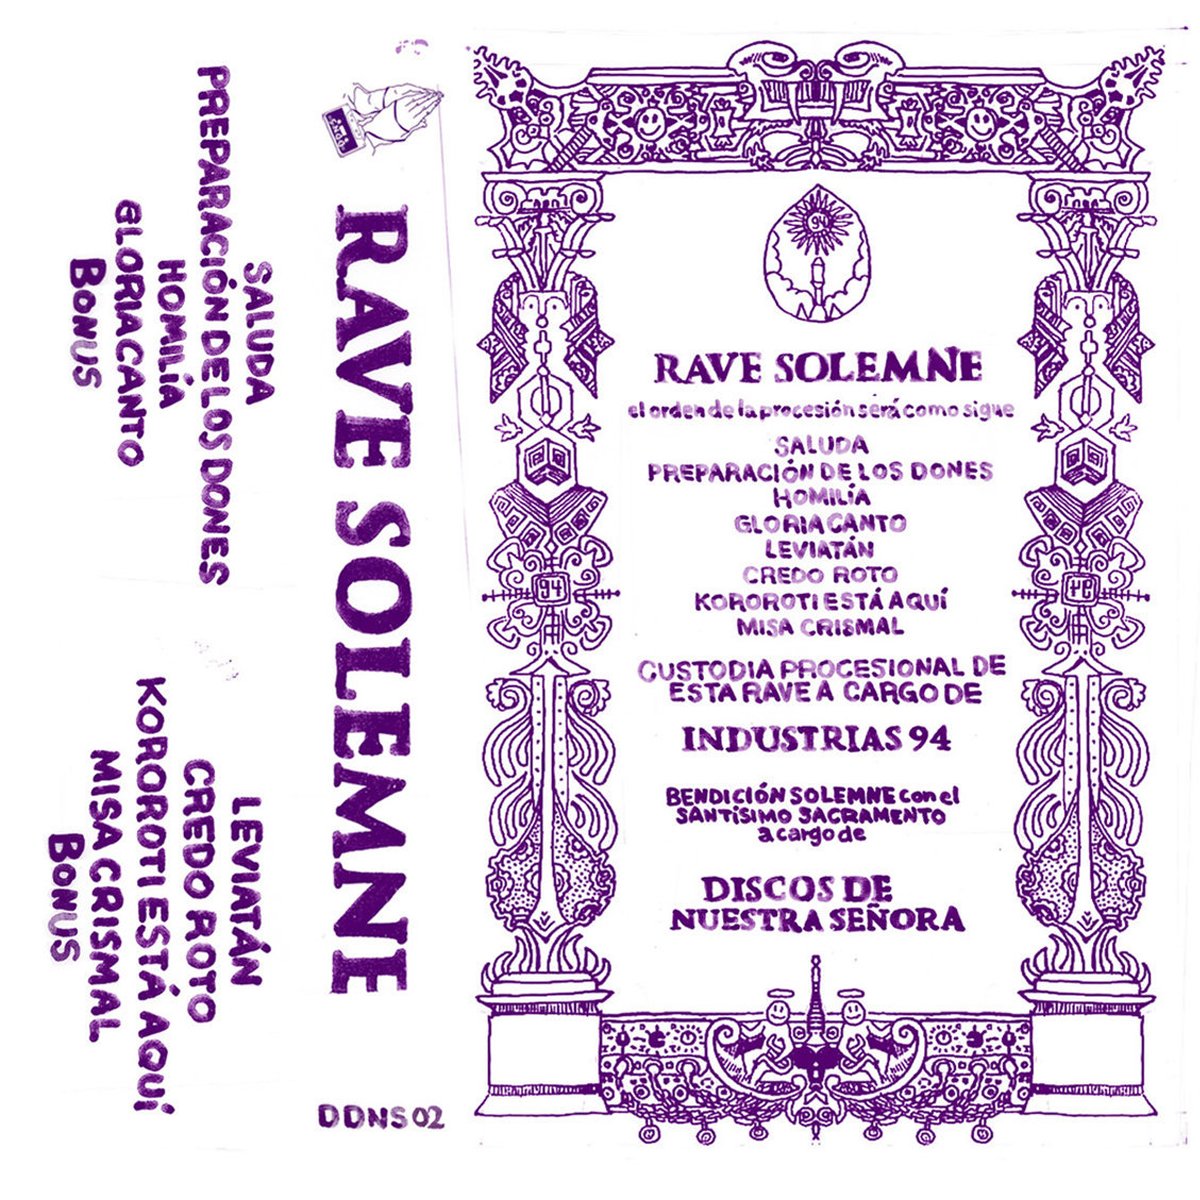 SALUDA
PREPARACIÓN DE LOS DONES
HOMILÍA
GLORIA CANTO
BONUS
LEVIATÁN
CREDO ROTO
KOROROTI ESTÁ AQUÍ
MISA CRISMAL
BONUS
RAVE SOLEMNE
DDNS 02
94
RAVE SOLEMNE
el orden de la procesión será como sigue
SALUDA
PREPARACIÓN DE LOS DONES
HOMILÍA
GLORIA CANTO
LEVIATÁN
CREDO ROTO
KOROROTI ESTÁ AQUÍ
MISA CRISMAL
CUSTODIA PROCESIONAL DE
ESTA RAVE A CARGO DE
INDUSTRIAS 94
BENDICIÓN SOLEMNE con el
SANTÍSIMO SACRAMENTO
a cargo de
DISCOS DE
NUESTRA SEÑORA
94